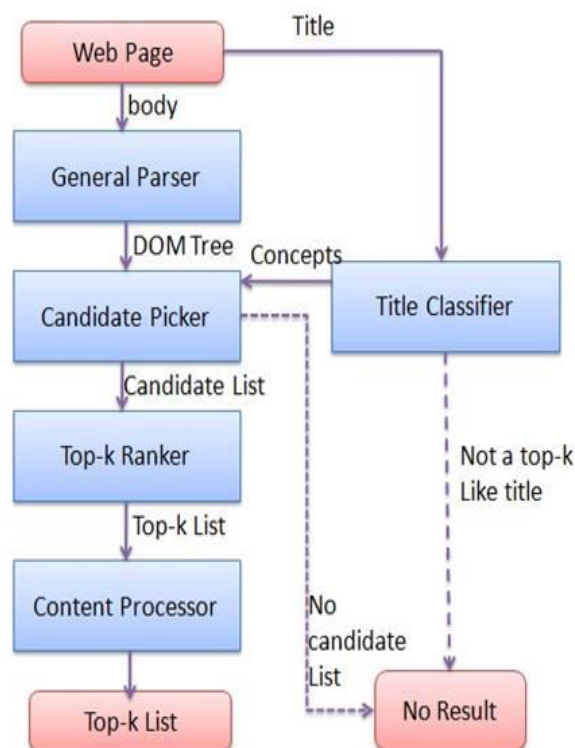 Title
Web Page
body
General Parser
DOM Tree
Concepts
Candidate Picker
Title Classifier
Candidate List
Top-k Ranker
Not a top-k
Like title
Top-k List
Content Processor
No
candidate
List
Top-k List
No Result